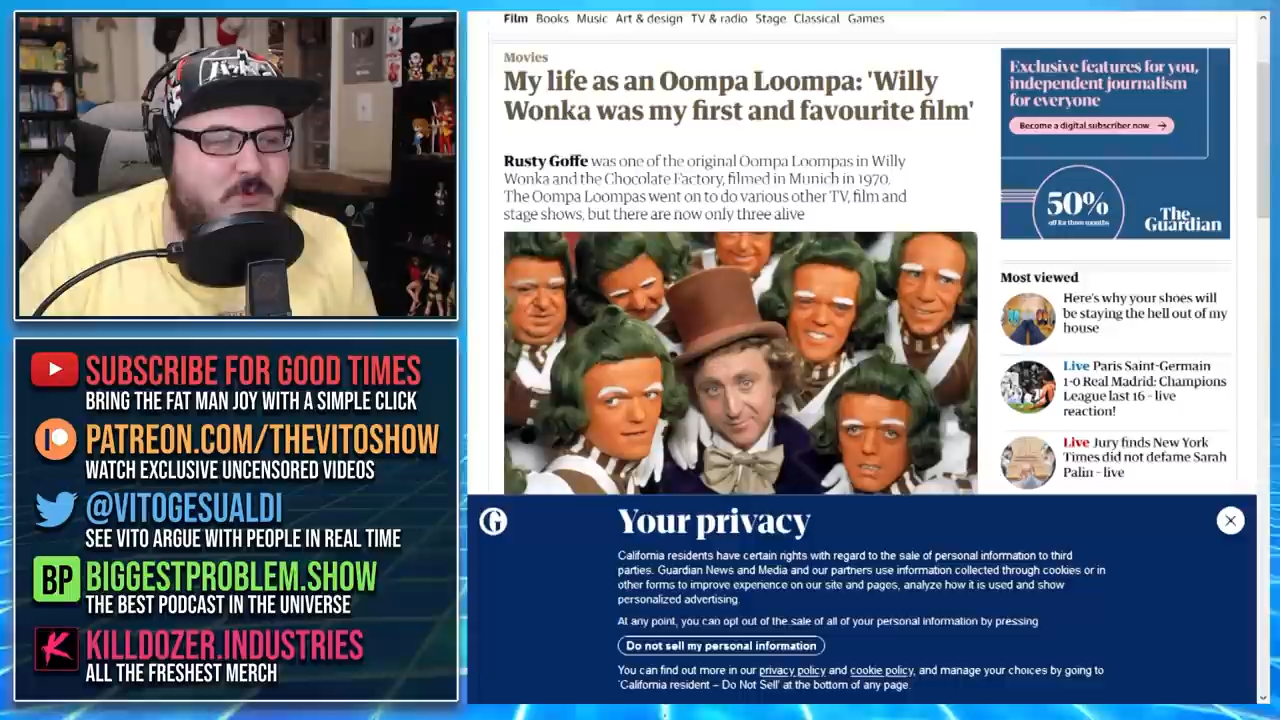 SUBSCRIBE FOR GOOD TIMES
BRING THE FAT MAN JOY WITH A SIMPLE CLICK
PATREON.COM/THEVITOSHOW
WATCH EXCLUSIVE UNCENSORED VIDEOS
@VITOGESUALDI
SEE VITO ARGUE WITH PEOPLE IN REAL TIME
BP
BIGGESTPROBLEM.SHOW
THE BEST PODCAST IN THE UNIVERSE
K
KILLDOZER.INDUSTRIES
ALL THE FRESHEST MERCH
Film Books Music Art & design TV & radio Stage Classical Games
Movies
My life as an Oompa Loompa: 'Willy
Wonka was my first and favourite film'
Rusty Goffe was one of the original Oompa Loompas in Willy
Wonka and the Chocolate Factory, filmed in Munich in 1970.
The Oompa Loompas went on to do various other TV, film and
stage shows, but there are now only three alive
Exclusive features for you,
independent journalism
for everyone
Become a digital subscriber now →
50%
off for three months
The
Guardian
Most viewed
Here's why your shoes will
be staying the hell out of my
house
Live Paris Saint-Germain
1-0 Real Madrid: Champions
League last 16 – live
reaction!
Live Jury finds New York
Times did not defame Sarah
Palin – live
G
Your privacy
California residents have certain rights with regard to the sale of personal information to third
parties. Guardian News and Media and our partners use information collected through cookies or in
other forms to improve experience on our site and pages, analyze how it is used and show
personalized advertising.
At any point, you can opt out of the sale of all of your personal information by pressing
Do not sell my personal information
You can find out more in our privacy policy and cookie policy, and manage your choices by going to
'California resident – Do Not Sell' at the bottom of any page.